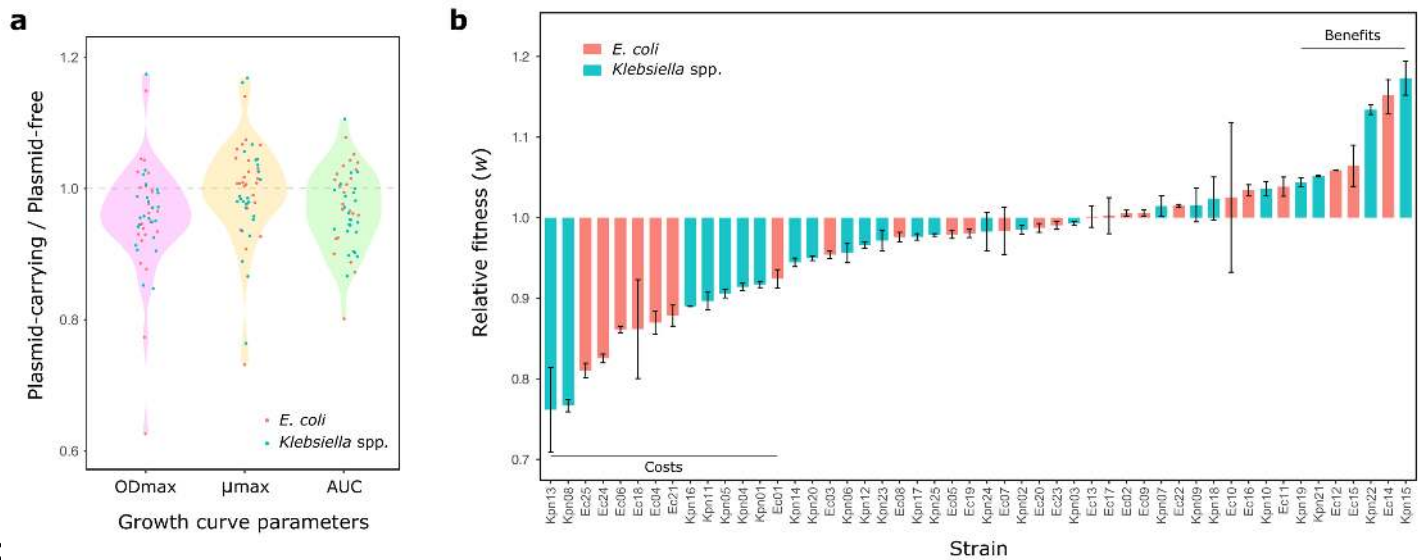 a
1.2
1.0
0.8
0.6
Plasmid-carrying / Plasmid-free
E. coli
Klebsiella spp.
ODmax
μmax
AUC
Growth curve parameters
b
1.2
1.1
1.0
0.9
0.8
0.7
Relative fitness (w)
E. coli
Klebsiella spp.
Benefits
Costs
Kpn13
Kpn08
Ec25
Ec24
Ec06
Ec18
Ec04
Ec21
Kpn16
Kpn11
Kpn05
Kpn04
Kpn01
Ec01
Kpn14
Kpn20
Ec03
Kpn06
Kpn12
Kpn23
Ec08
Kpn17
Kpn25
Ec05
Ec19
Kpn24
Ec07
Kpn02
Ec20
Ec23
Kpn03
Ec13
Ec17
Ec02
Ec09
Kpn07
Ec22
Kpn09
Kpn18
Ec10
Ec16
Kpn10
Ec11
Kpn19
Kpn21
Ec12
Ec15
Kpn22
Ec14
Kpn15
Strain